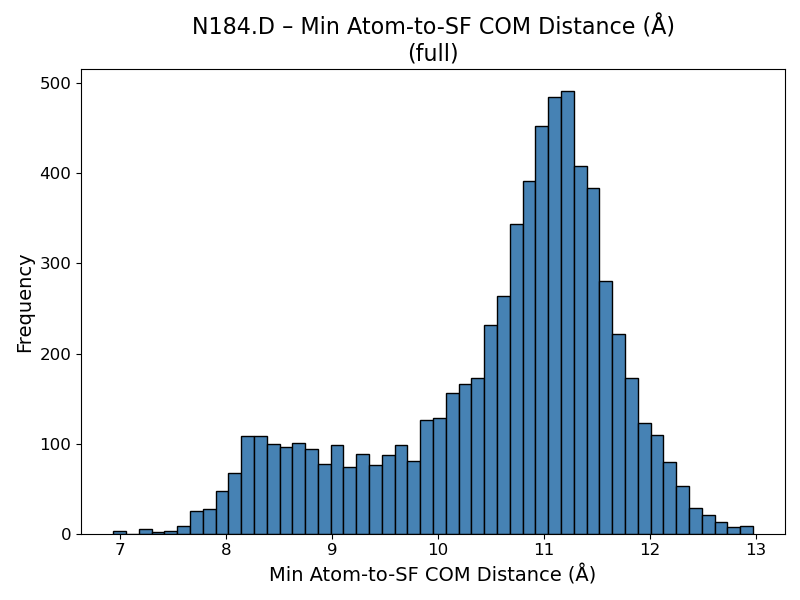 N184.D – Min Atom-to-SF COM Distance (Å)
(full)
500
400
300
200
100
0
Frequency
7 8 9 10 11 12 13
Min Atom-to-SF COM Distance (Å)